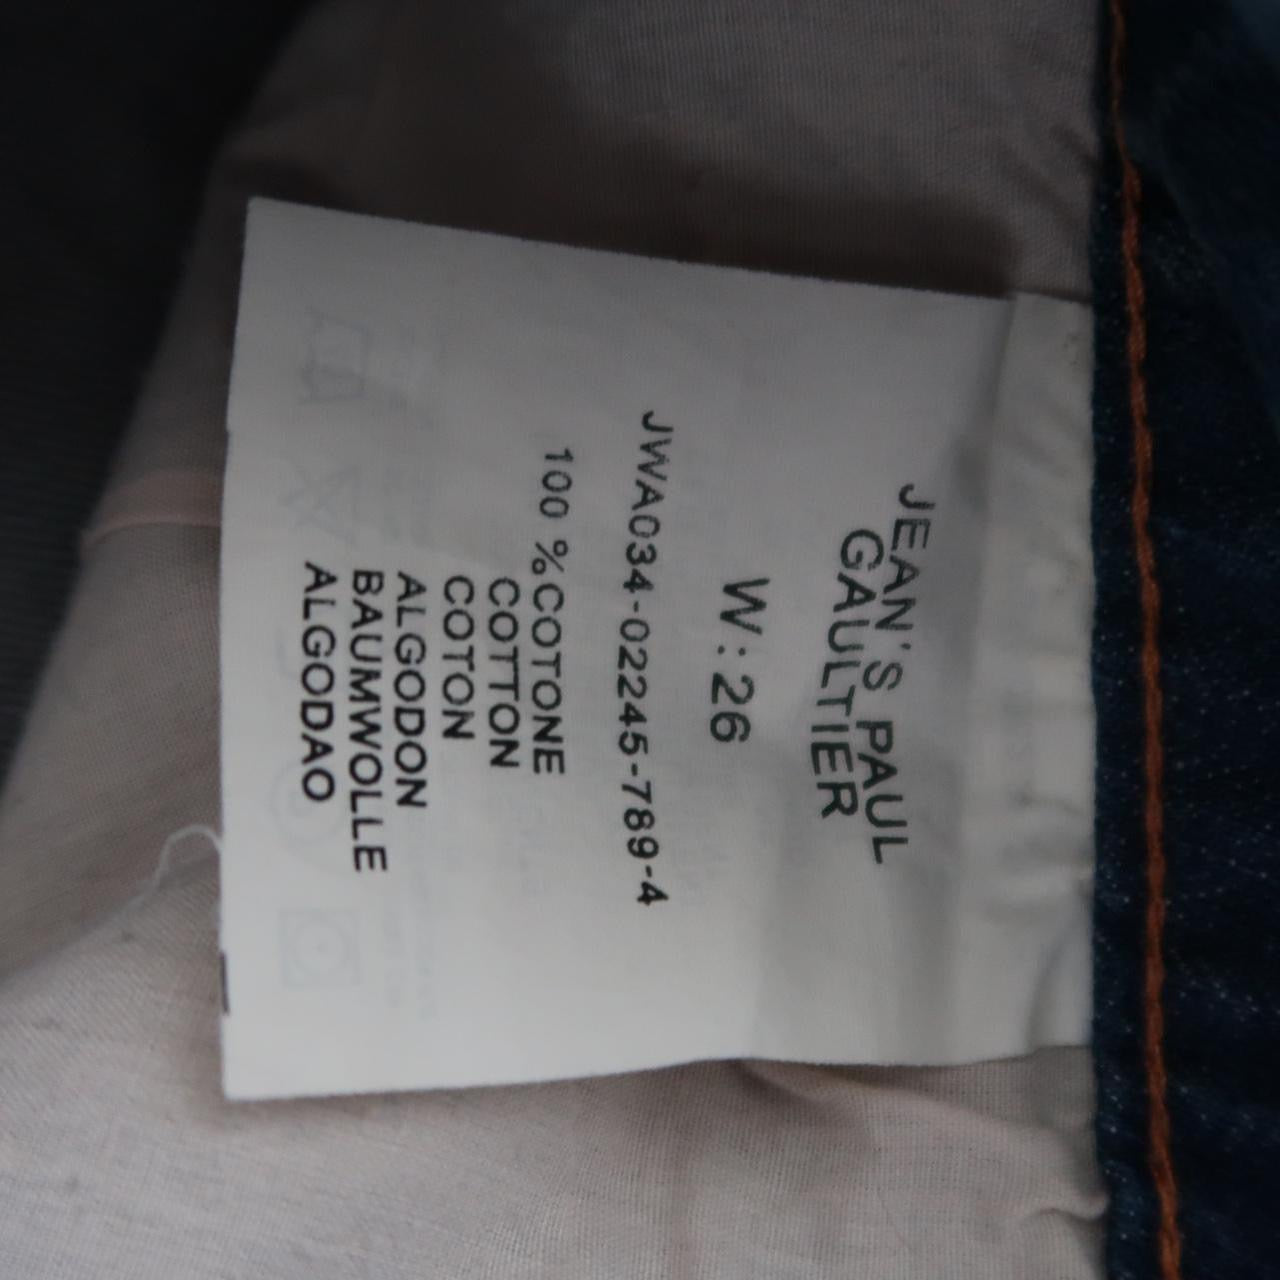 JEAN'S PAUL
GAULTIER
W: 26
JWA034-02245-789-4
100 %COTONE
COTTON
COTON
ALGODON
BAUMWOLLE
ALGODAO